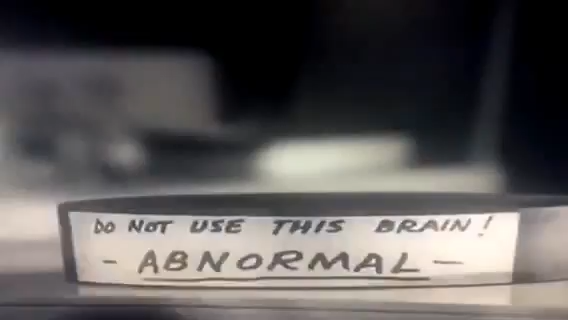 DO NOT USE THIS BRAIN!
- ABNORMAL -